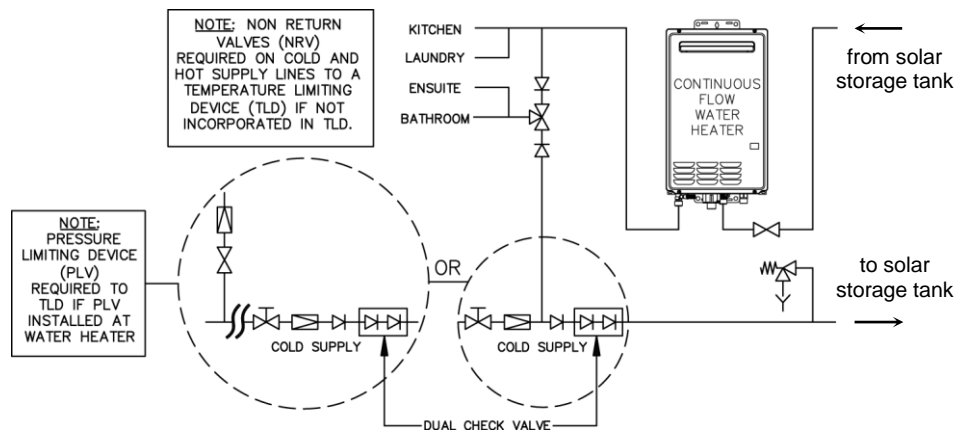 NOTE: NON RETURN
VALVES (NRV)
REQUIRED ON COLD AND
HOT SUPPLY LINES TO A
TEMPERATURE LIMITING
DEVICE (TLD) IF NOT
INCORPORATED IN TLD.
KITCHEN
LAUNDRY
ENSUITE
BATHROOM
CONTINUOUS
FLOW
WATER
HEATER
from solar
storage tank
NOTE:
PRESSURE
LIMITING DEVICE
(PLV)
REQUIRED TO
TLD IF PLV
INSTALLED AT
WATER HEATER
OR
to solar
storage tank
COLD SUPPLY
COLD SUPPLY
DUAL CHECK VALVE